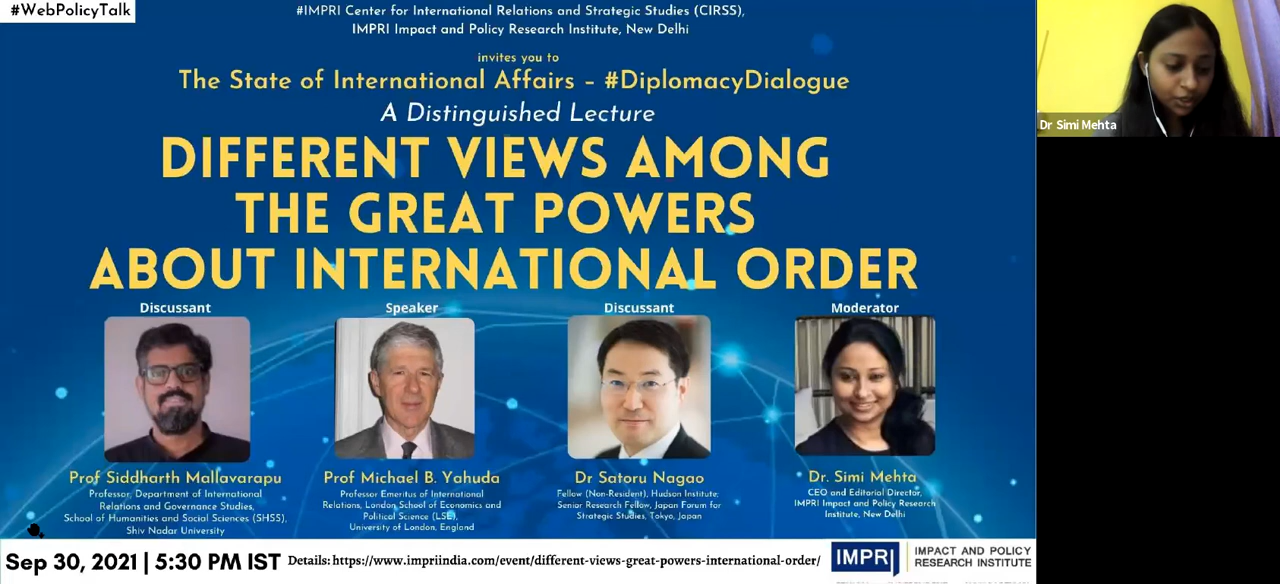 #WebPolicyTalk
#IMPRI Center for International Relations and Strategic Studies (CIRSS),
IMPRI Impact and Policy Research Institute, New Delhi
invites you to
The State of International Affairs – #DiplomacyDialogue
A Distinguished Lecture
DIFFERENT VIEWS AMONG
THE GREAT POWERS
ABOUT INTERNATIONAL ORDER
Discussant
Speaker
Discussant
Moderator
Prof Siddharth Mallavarapu
Professor, Department of International
Relations and Governance Studies,
School of Humanities and Social Sciences (SHSS),
Shiv Nadar University
Prof Michael B. Yahuda
Professor Emeritus of International
Relations, London School of Economics and
Political Science (LSE),
University of London, England
Dr Satoru Nagao
Fellow (Non-Resident), Hudson Institute;
Senior Research Fellow, Japan Forum for
Strategic Studies, Tokyo, Japan
Dr. Simi Mehta
CEO and Editorial Director,
IMPRI Impact and Policy Research
Institute, New Delhi
Sep 30, 2021 | 5:30 PM IST
Details: https://www.impriindia.com/event/different-views-great-powers-international-order/
IMPRI
IMPACT AND POLICY
RESEARCH INSTITUTE
Dr Simi Mehta